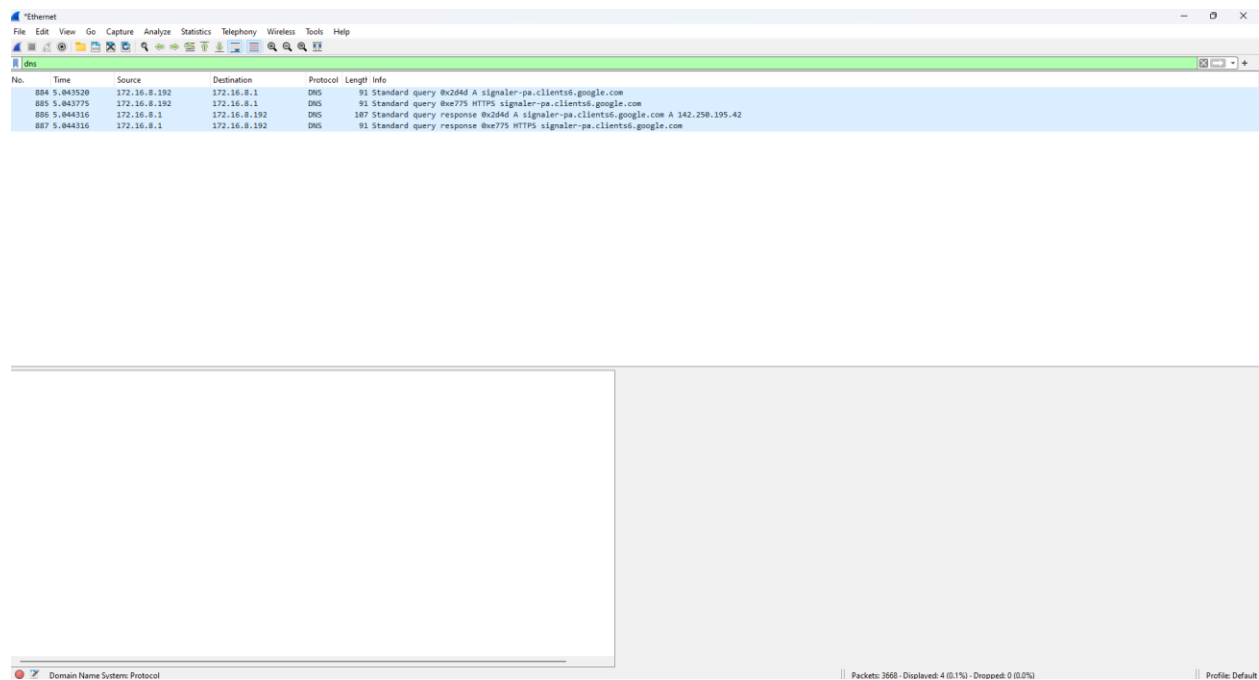 *Ethernet
File Edit View Go Capture Analyze Statistics Telephony Wireless Tools Help
dns
No. Time Source Destination Protocol Length Info
884 5.043520 172.16.8.192 172.16.8.1 DNS 91 Standard query 0x2d4d A signaler-pa.clients6.google.com
885 5.043775 172.16.8.192 172.16.8.1 DNS 91 Standard query 0xe775 HTTPS signaler-pa.clients6.google.com
886 5.044316 172.16.8.1 172.16.8.192 DNS 107 Standard query response 0x2d4d A signaler-pa.clients6.google.com A 142.250.195.42
887 5.044316 172.16.8.1 172.16.8.192 DNS 91 Standard query response 0xe775 HTTPS signaler-pa.clients6.google.com
Domain Name System: Protocol Packets: 3668 · Displayed: 4 (0.1%) · Dropped: 0 (0.0%) Profile: Default